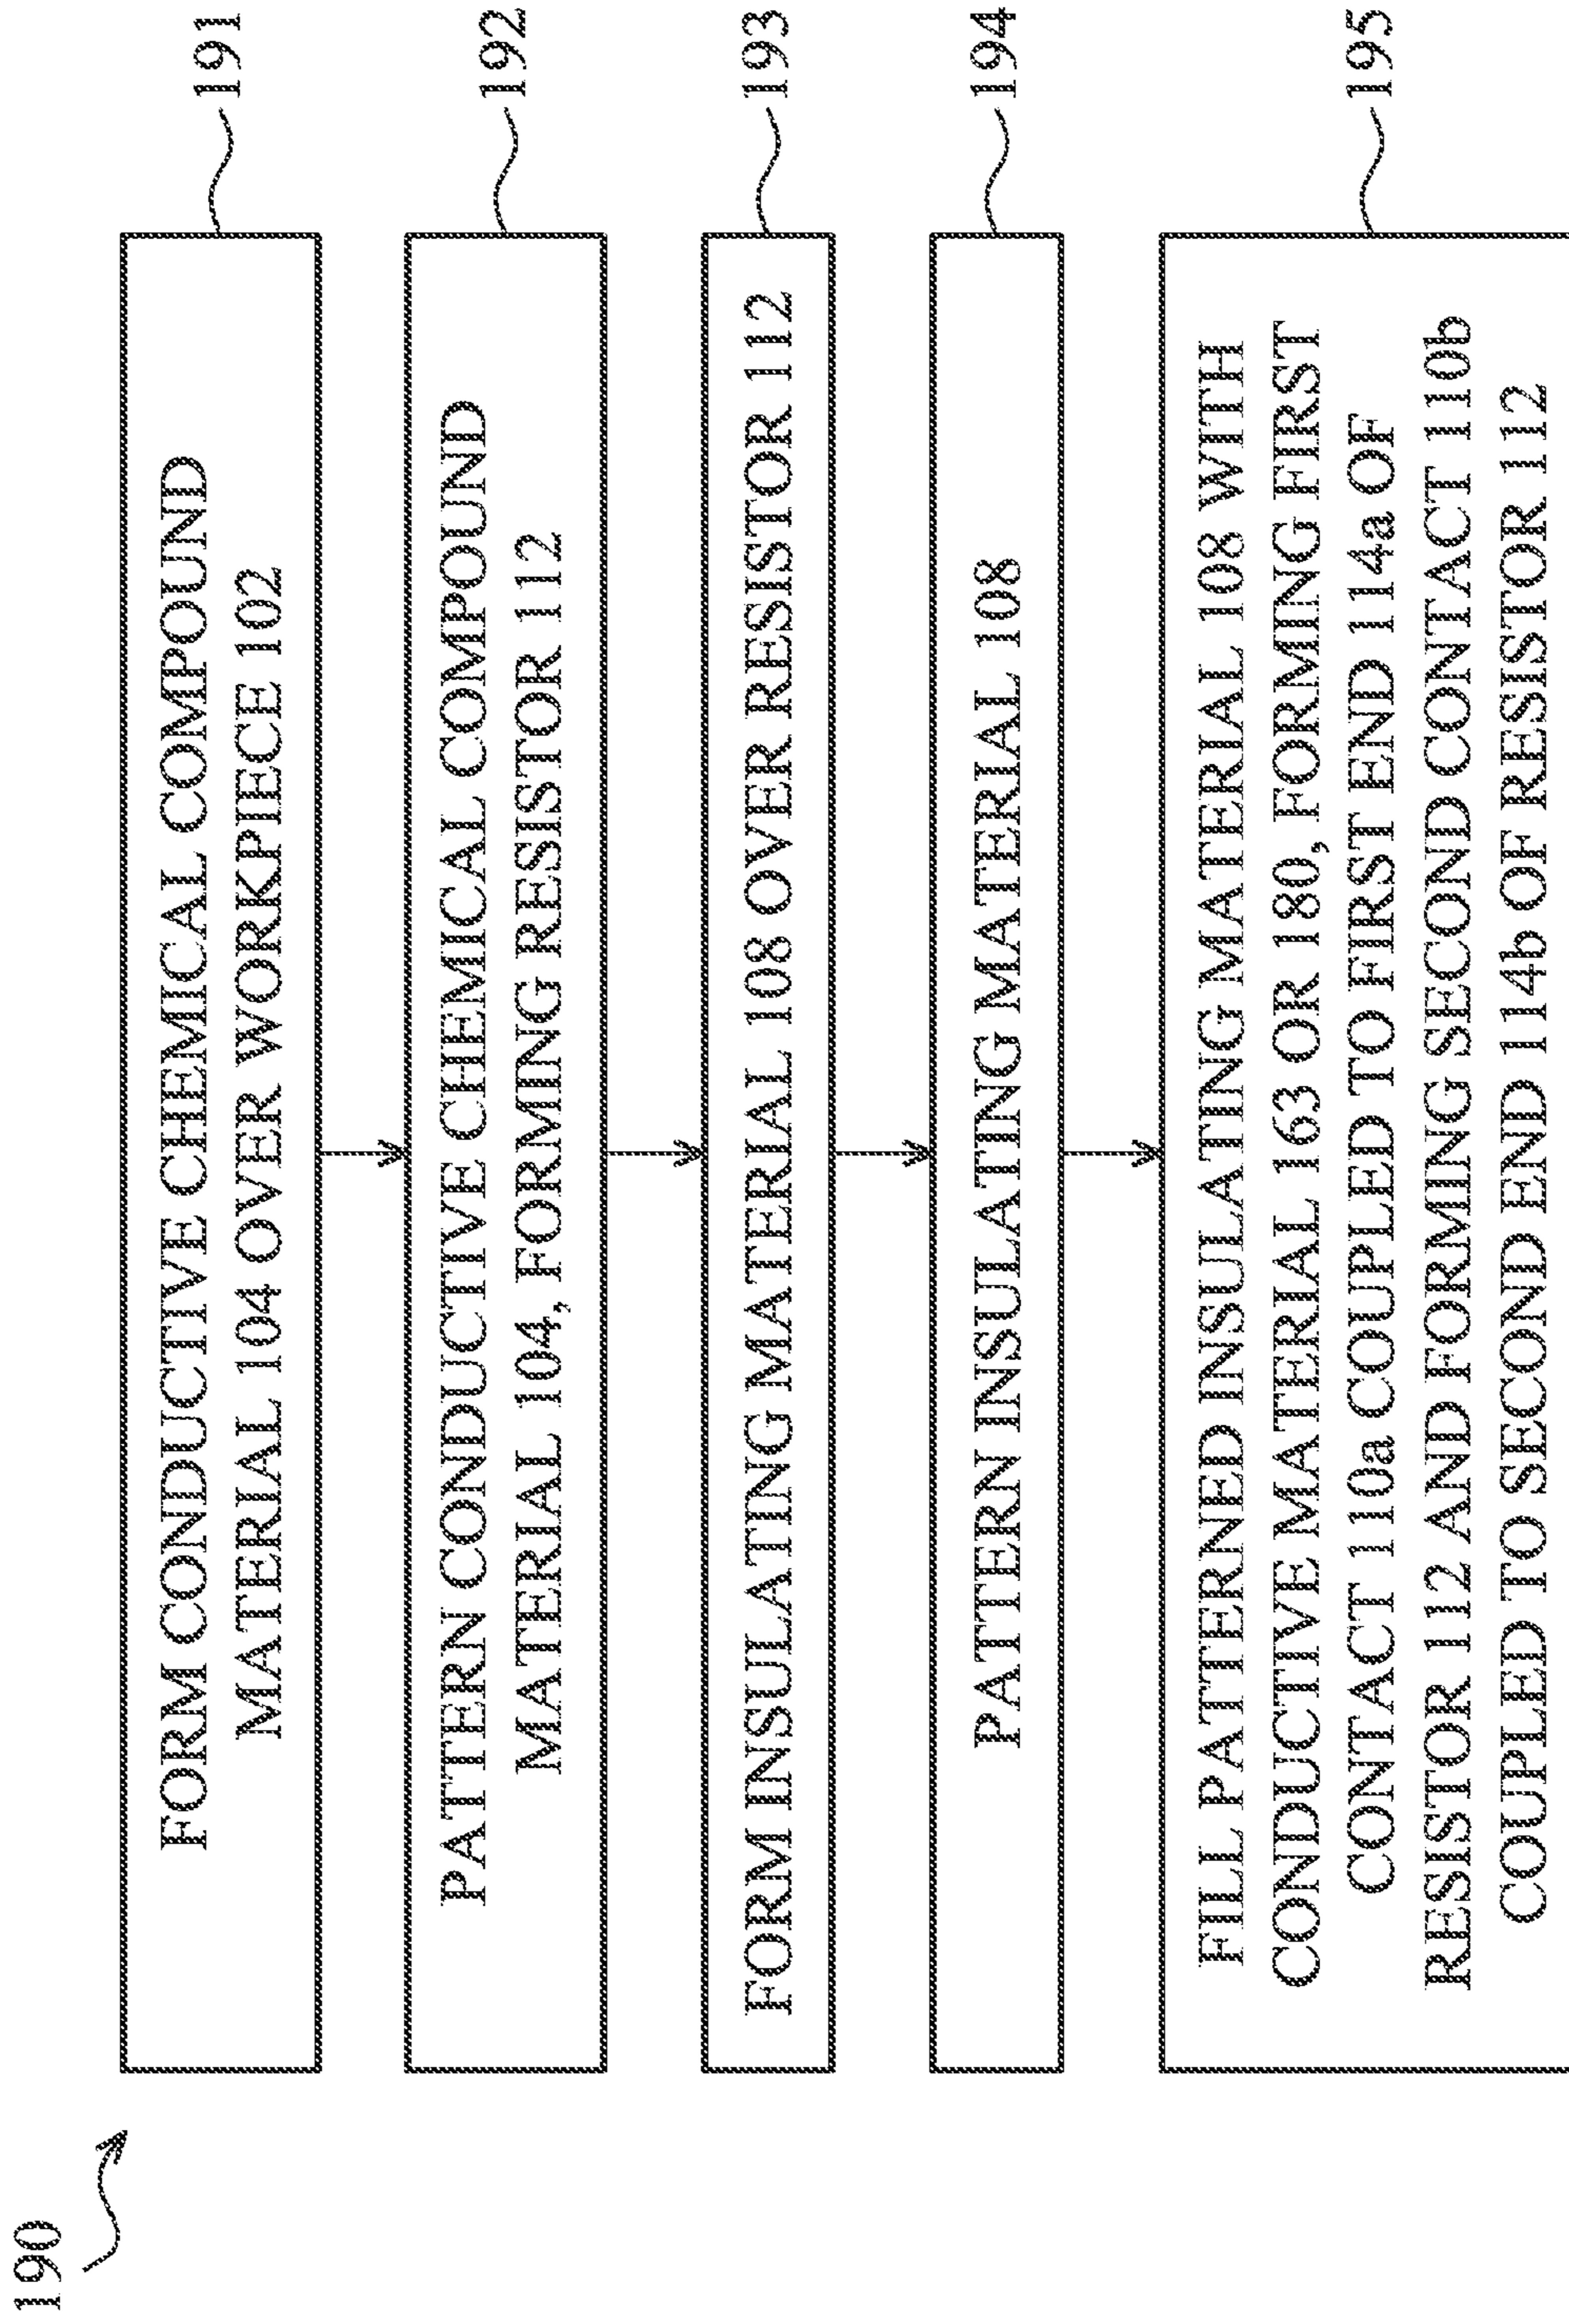 190
FORM CONDUCTIVE CHEMICAL COMPOUND
MATERIAL 104 OVER WORKPIECE 102
191
PATTERN CONDUCTIVE CHEMICAL COMPOUND
MATERIAL 104, FORMING RESISTOR 112
192
FORM INSULATING MATERIAL 108 OVER RESISTOR 112
193
PATTERN INSULATING MATERIAL 108
194
FILL PATTERNED INSULATING MATERIAL 108 WITH
CONDUCTIVE MATERIAL 163 OR 180, FORMING FIRST
CONTACT 110a COUPLED TO FIRST END 114a OF
RESISTOR 112 AND FORMING SECOND CONTACT 110b
COUPLED TO SECOND END 114b OF RESISTOR 112
195